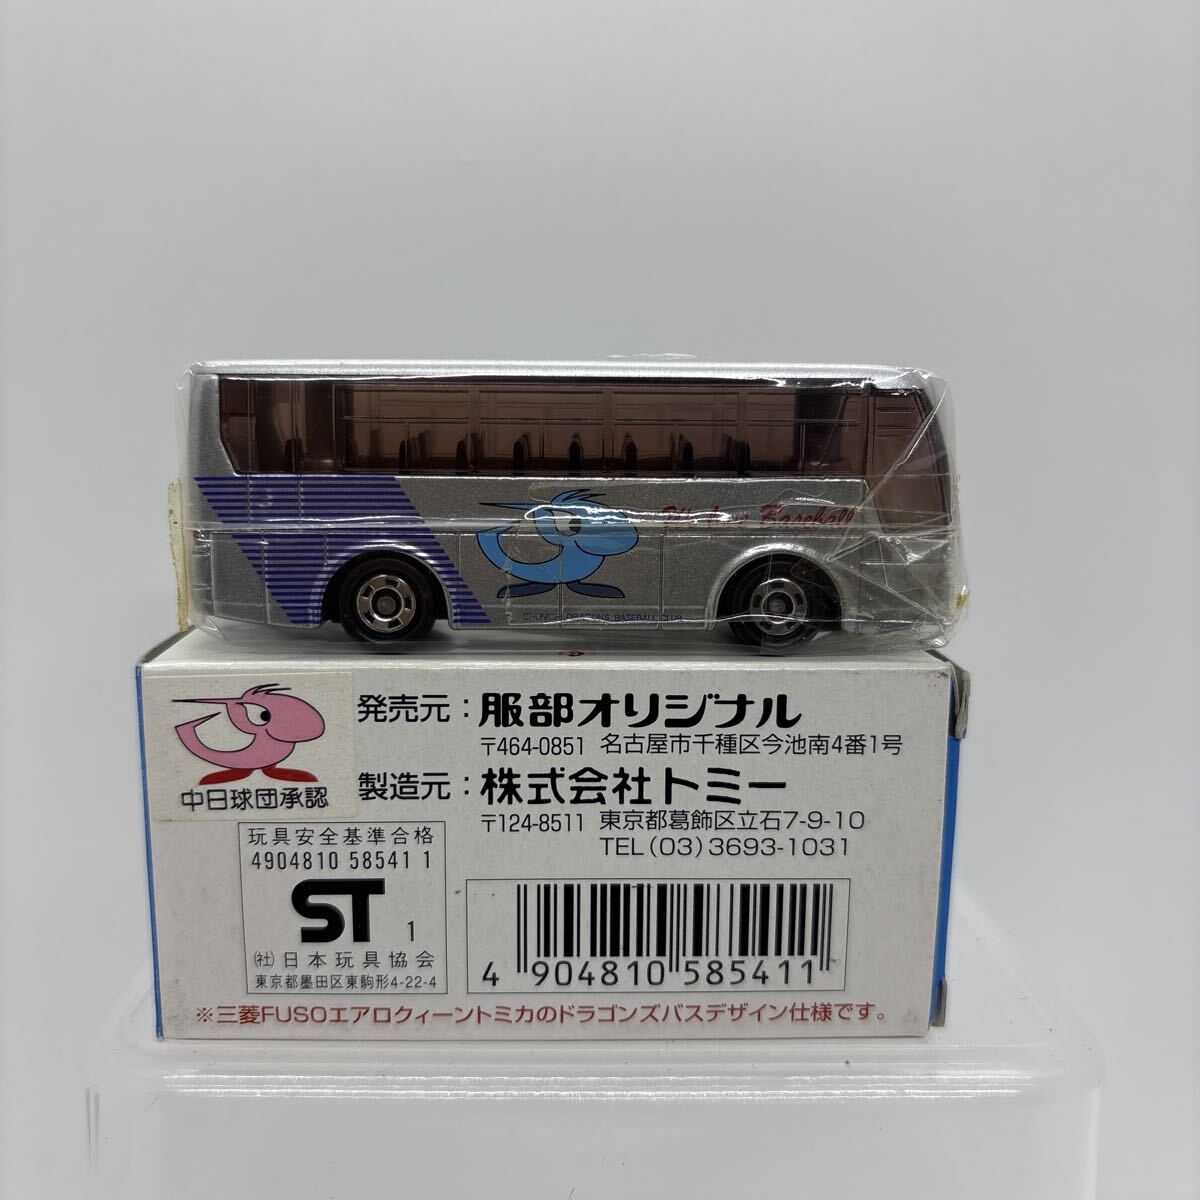 Baseball
CHUNICHI DRAGONS BASEBALL CLUB
中日球団承認
発売元：服部オリジナル
〒464-0851 名古屋市千種区今池南4番1号
製造元：株式会社トミー
〒124-8511 東京都葛飾区立石7-9-10
TEL(03)3693-1031
玩具安全基準合格
4904810 58541 1
ST 1
(社)日本玩具協会
東京都墨田区東駒形4-22-4
4 904810 585411
※三菱FUSOエアロクィーントミカのドラゴンズバスデザイン仕様です。